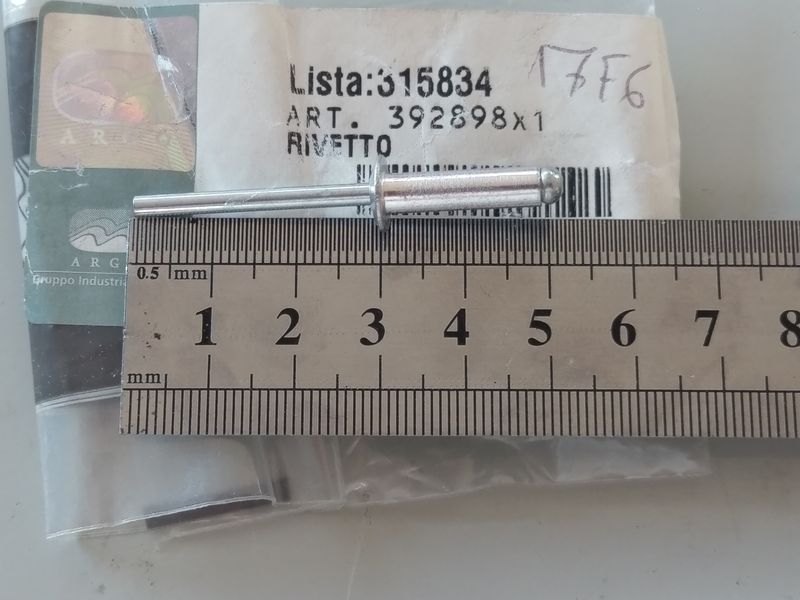 Lista:315834
17F6
ART. 392898x1
RIVETTO
ARG
Gruppo Industria
0.5 mm
1 2 3 4 5 6 7 8
mm